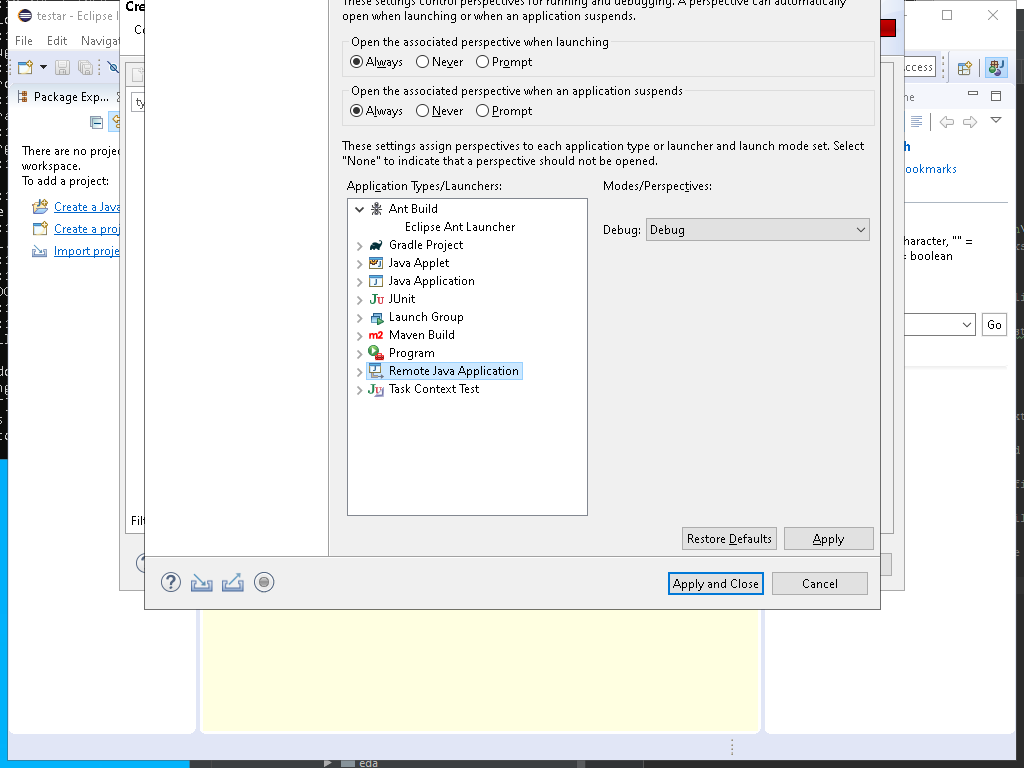 testar - Eclipse
File Edit Navigat
Package Exp...
There are no proje
workspace.
To add a project:
Create a Java
Create a proj
Import proje
Cre
Filt
These settings control perspectives for running and debugging. A perspective can automatically
open when launching or when an application suspends.
Open the associated perspective when launching
Always Never Prompt
Open the associated perspective when an application suspends
Always Never Prompt
These settings assign perspectives to each application type or launcher and launch mode set. Select
"None" to indicate that a perspective should not be opened.
Application Types/Launchers:
Modes/Perspectives:
Ant Build
Eclipse Ant Launcher
Gradle Project
Java Applet
Java Application
JUnit
Launch Group
Maven Build
Program
Remote Java Application
Task Context Test
Debug: Debug
Restore Defaults Apply
Apply and Close Cancel
ccess
ne
h
ookmarks
haracter, "" =
= boolean
Go
eda